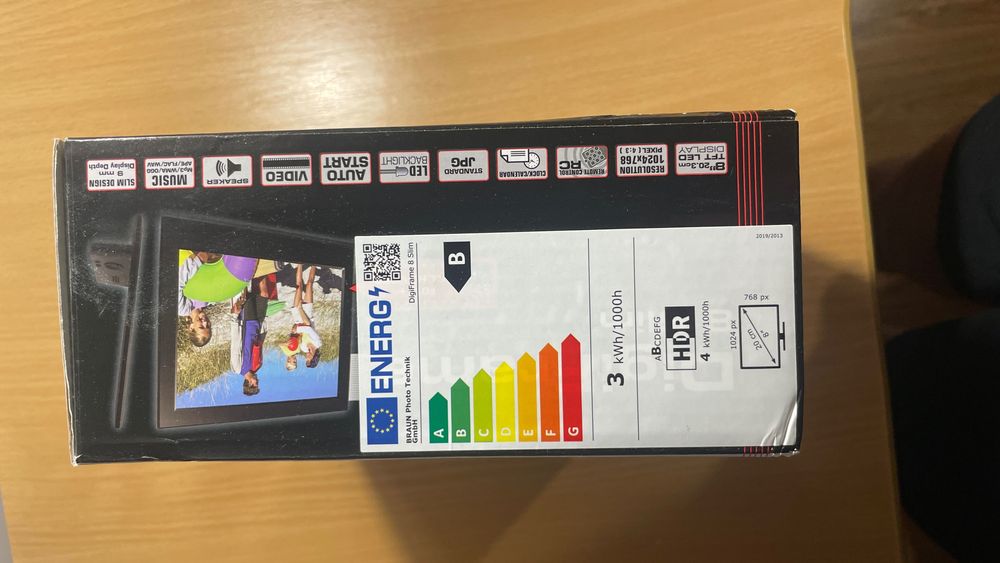 8"/20.3cm
TFT LED
DISPLAY
RESOLUTION
1024x768
PIXEL ( 4:3 )
REMOTE CONTROL
RC
CLOCK/CALENDAR
STANDARD
JPG
LED
BACKLIGHT
AUTO
START
VIDEO
SPEAKER
MUSIC
Mp3/WMA/OGG
APE/FLAC/WAV
SLIM DESIGN
9 mm
Display Depth
ENERG
BRAUN Photo Technik
GmbH
DigiFrame 8 Slim
A
B
C
D
E
F
G
B
3 kWh/1000h
ABCDEFG
HDR
4 kWh/1000h
768 px
1024 px
20 cm
8"
2019/2013